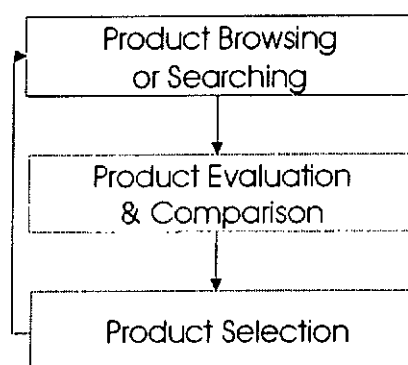 Product Browsing
or Searching
Product Evaluation
& Comparison
Product Selection